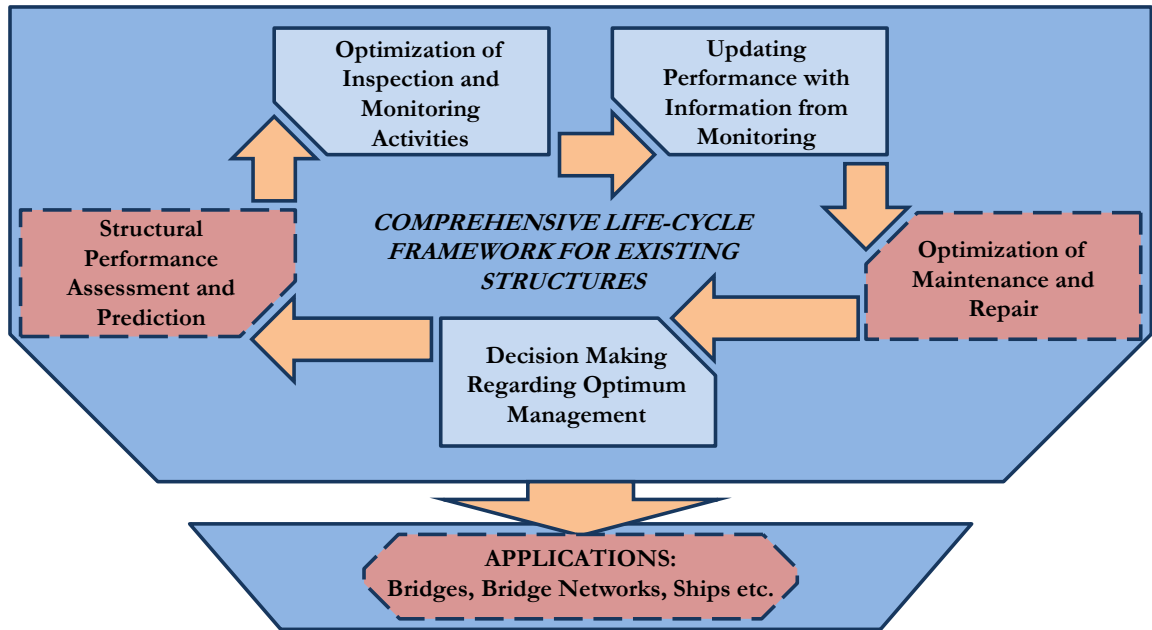 Optimization of
Inspection and
Monitoring
Activities
Updating
Performance with
Information from
Monitoring
Structural
Performance
Assessment and
Prediction
COMPREHENSIVE LIFE-CYCLE
FRAMEWORK FOR EXISTING
STRUCTURES
Optimization of
Maintenance and
Repair
Decision Making
Regarding Optimum
Management
APPLICATIONS:
Bridges, Bridge Networks, Ships etc.